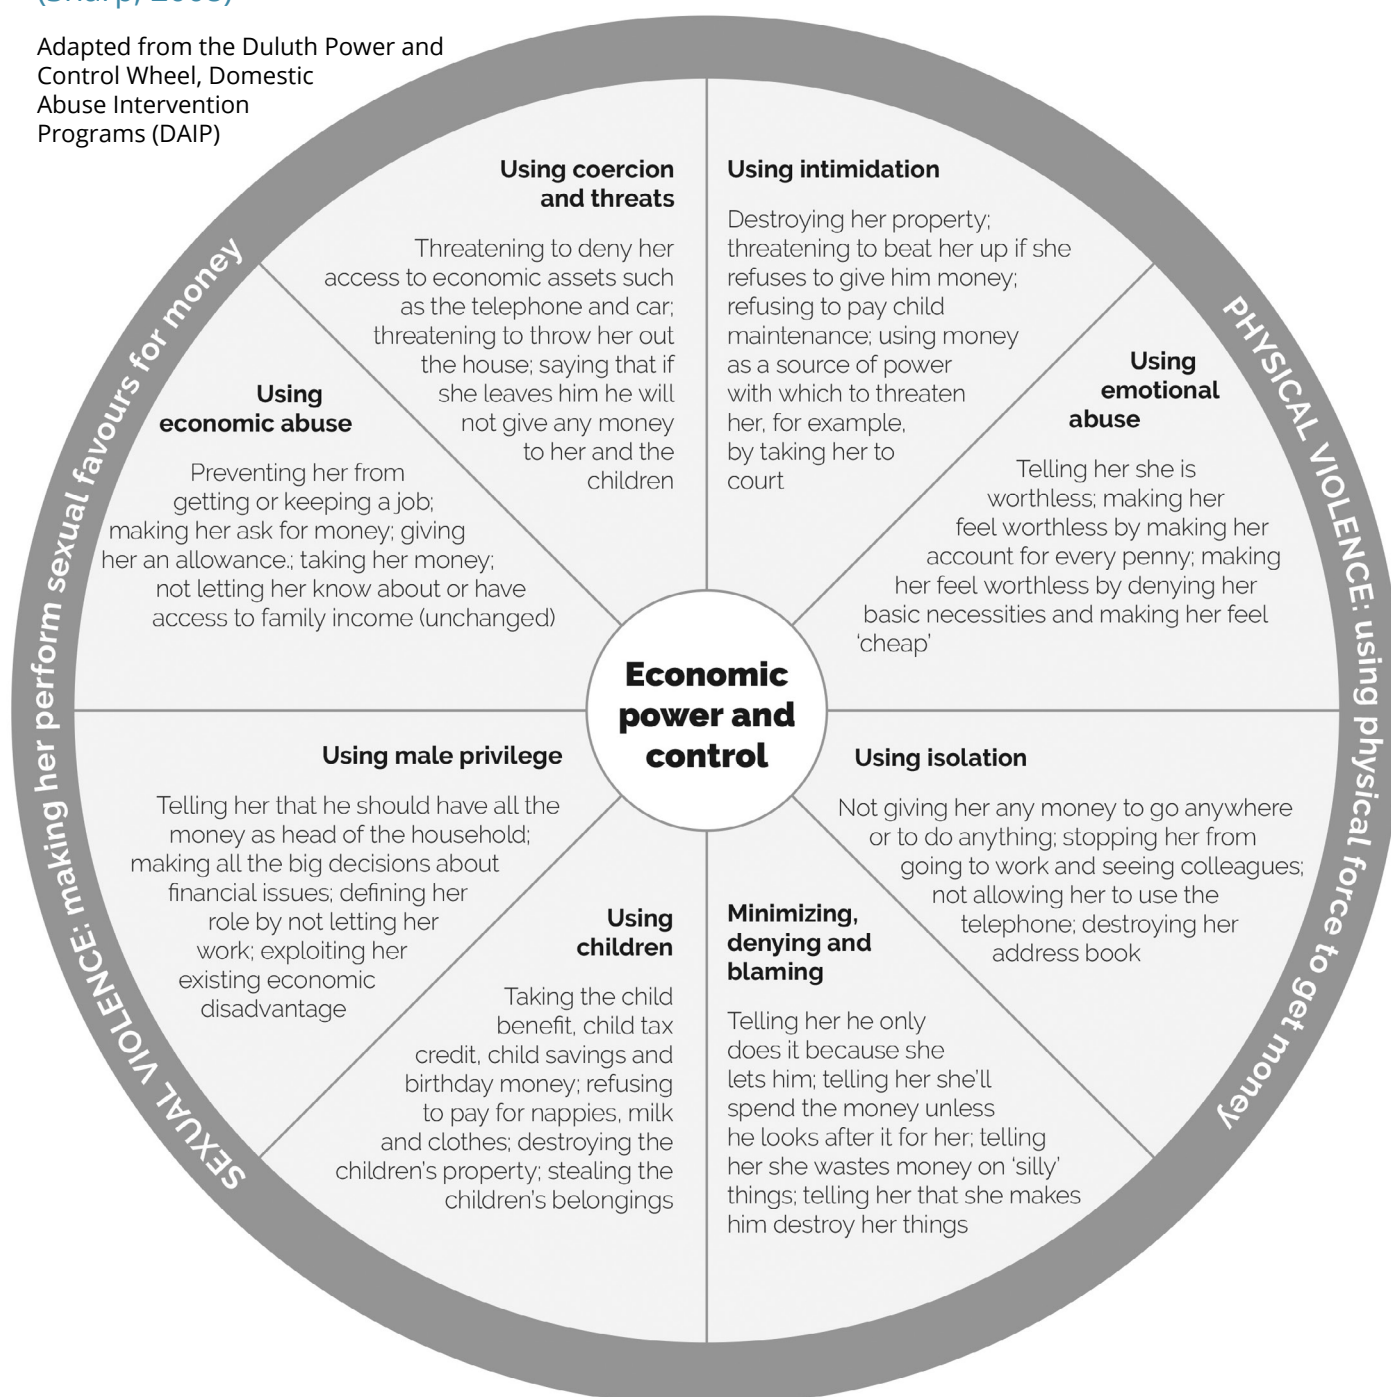 (Sharp, 2008)
Adapted from the Duluth Power and
Control Wheel, Domestic
Abuse Intervention
Programs (DAIP)
Using coercion
and threats
Threatening to deny her
access to economic assets such
as the telephone and car;
threatening to throw her out
the house; saying that if
she leaves him he will
not give any money
to her and the
children
Using intimidation
Destroying her property;
threatening to beat her up if she
refuses to give him money;
refusing to pay child
maintenance; using money
as a source of power
with which to threaten
her, for example,
by taking her to
court
Using
emotional
abuse
Telling her she is
worthless; making her
feel worthless by making her
account for every penny; making
her feel worthless by denying her
basic necessities and making her feel
‘cheap’
Using isolation
Not giving her any money to go anywhere
or to do anything; stopping her from
going to work and seeing colleagues;
not allowing her to use the
telephone; destroying her
address book
Minimizing,
denying and
blaming
Telling her he only
does it because she
lets him; telling her she’ll
spend the money unless
he looks after it for her; telling
her she wastes money on ‘silly’
things; telling her that she makes
him destroy her things
Using
children
Taking the child
benefit, child tax
credit, child savings and
birthday money; refusing
to pay for nappies, milk
and clothes; destroying the
children’s property; stealing the
children’s belongings
Using male privilege
Telling her that he should have all the
money as head of the household;
making all the big decisions about
financial issues; defining her
role by not letting her
work; exploiting her
existing economic
disadvantage
Using
economic abuse
Preventing her from
getting or keeping a job;
making her ask for money; giving
her an allowance.; taking her money;
not letting her know about or have
access to family income (unchanged)
Economic
power and
control
PHYSICAL VIOLENCE: using physical force to get money
SEXUAL VIOLENCE: making her perform sexual favours for money